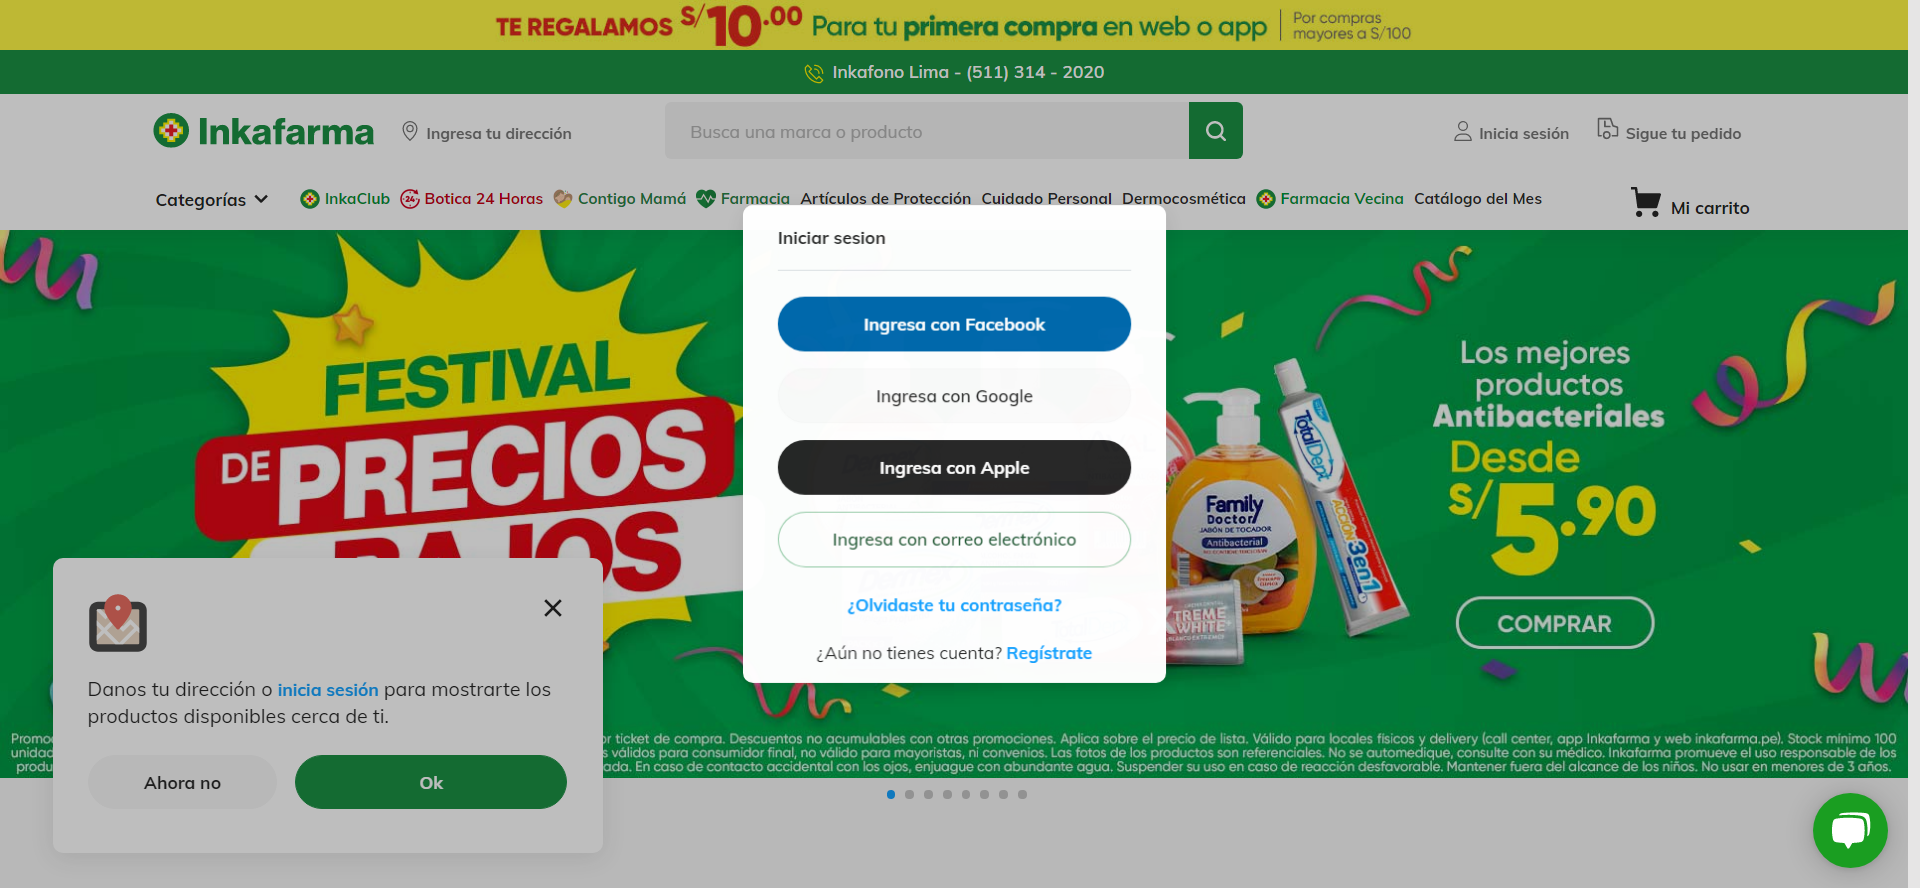 TE REGALAMOS S/10.00 Para tu primera compra en web o app
Por compras
mayores a S/100
Inkafono Lima - (511) 314 - 2020
Inkafarma
Ingresa tu dirección
Busca una marca o producto
Inicia sesión
Sigue tu pedido
Categorías
InkaClub
24
Botica 24 Horas
Contigo Mamá
Farmacia
Artículos de Protección
Cuidado Personal
Dermocosmética
Farmacia Vecina
Catálogo del Mes
Mi carrito
Iniciar sesion
Ingresa con Facebook
Ingresa con Google
Ingresa con Apple
Ingresa con correo electrónico
¿Olvidaste tu contraseña?
¿Aún no tienes cuenta? Regístrate
FESTIVAL
DE PRECIOS
BAJOS
Family
Doctor
JABÓN DE TOCADOR
Antibacterial
TotalDent
ACCIÓN
3en1
XTREME
WHITE
Los mejores
productos
Antibacteriales
Desde
S/5.90
COMPRAR
Danos tu dirección o inicia sesión para mostrarte los
productos disponibles cerca de ti.
Ahora no
Ok
ticket de compra. Descuentos no acumulables con otras promociones. Aplica sobre el precio de lista. Válido para locales físicos y delivery (call center, app Inkafarma y web inkafarma.pe). Stock mínimo 100
válidos para consumidor final, no válido para mayoristas, ni convenios. Las fotos de los productos son referenciales. No se automedique, consulte con su médico. Inkafarma promueve el uso responsable de los
En caso de contacto accidental con los ojos, enjuague con abundante agua. Suspender su uso en caso de reacción desfavorable. Mantener fuera del alcance de los niños. No usar en menores de 3 años.